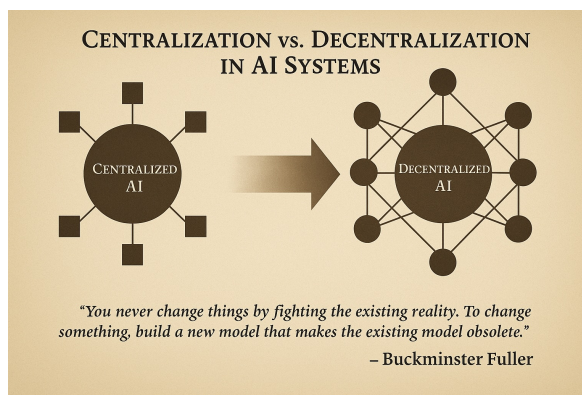 CENTRALIZATION VS. DECENTRALIZATION
IN AI SYSTEMS
CENTRALIZED
AI
DECENTRALIZED
AI
“You never change things by fighting the existing reality. To change
something, build a new model that makes the existing model obsolete.”
– Buckminster Fuller